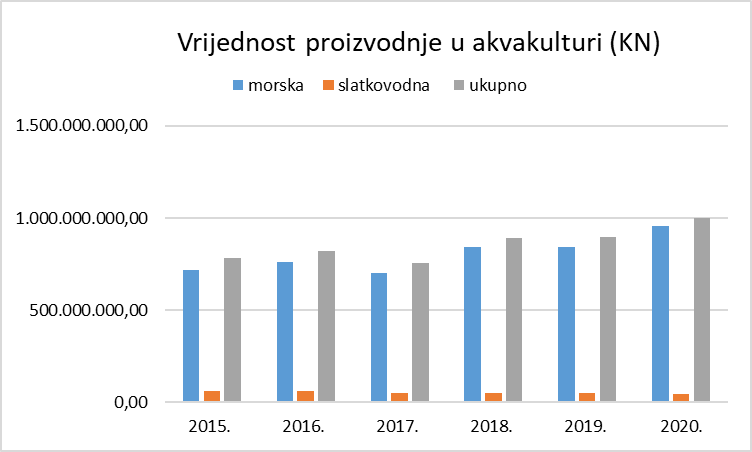 Vrijednost proizvodnje u akvakulturi (KN)
morska slatkovodna ukupno
1.500.000.000,00
1.000.000.000,00
500.000.000,00
0,00
2015. 2016. 2017. 2018. 2019. 2020.